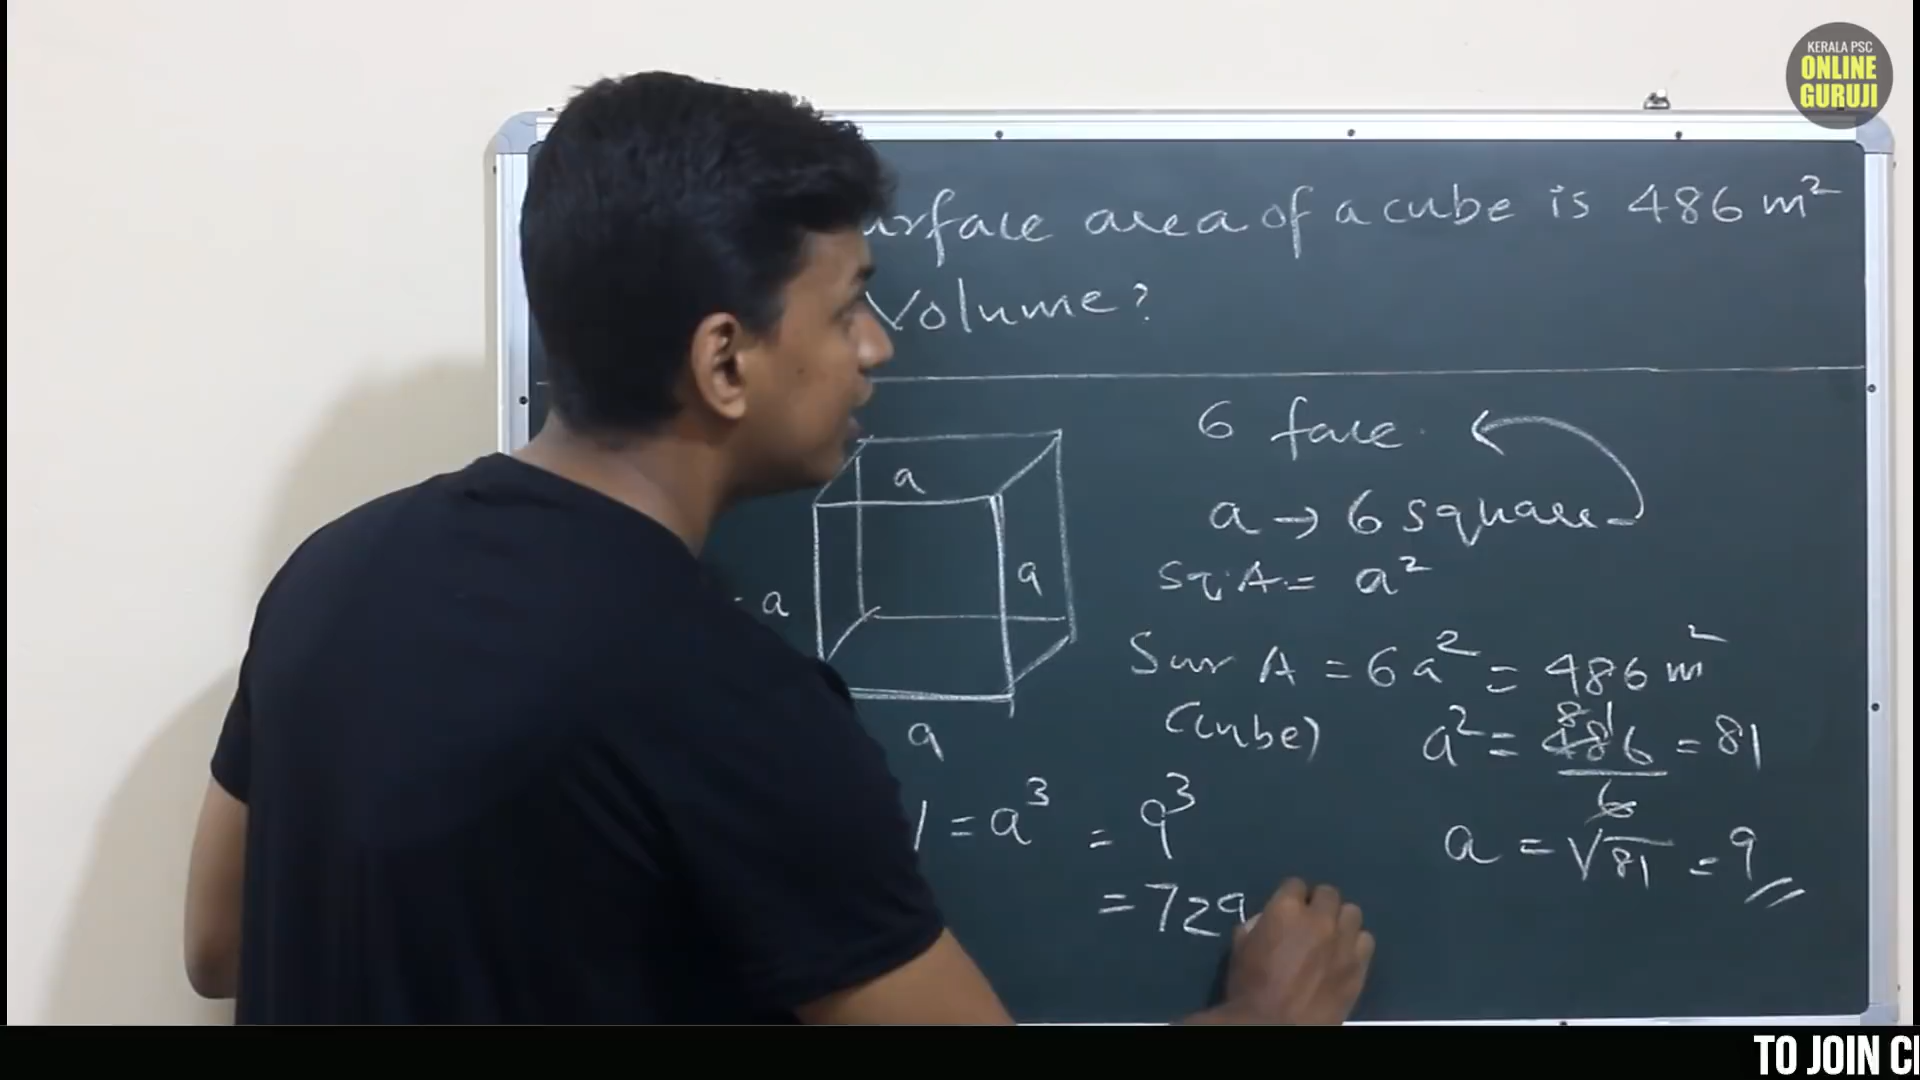 KERALA PSC
ONLINE
GURUJI
urface area of a cube is 486 m²
Volume?
6 face
a → 6 square
Sq. A = a²
a
a
a
a
Sur A = 6a² = 486 m²
(Cube)
a² = 486/6 = 81
81
= a³ = 9³
a = √81 = 9
= 729
TO JOIN